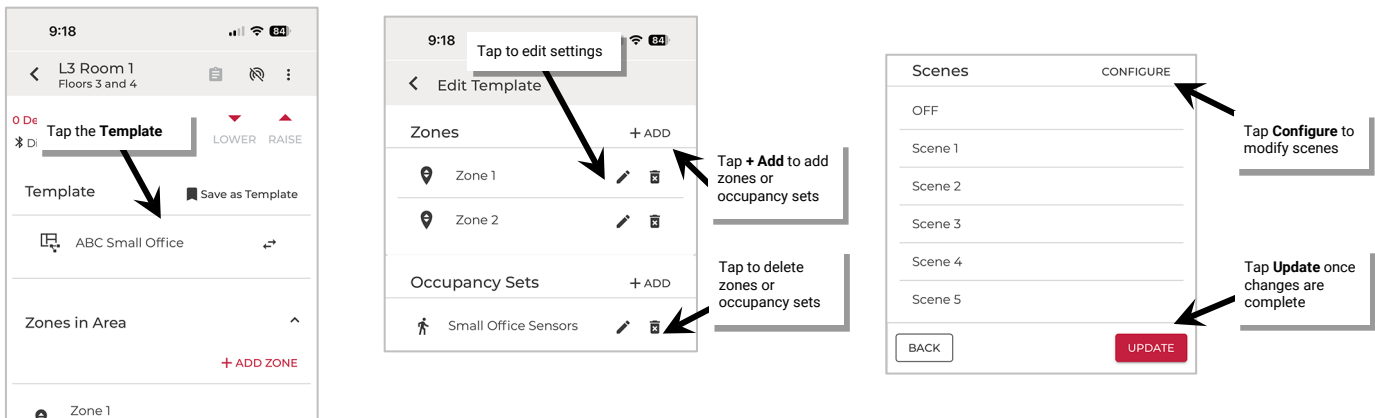 9:18
84
L3 Room 1
Floors 3 and 4
0 De
Di
Tap the Template
LOWER RAISE
Template
Save as Template
ABC Small Office
Zones in Area
+ ADD ZONE
Zone 1
9:18
84
Tap to edit settings
Edit Template
Zones
+ ADD
Zone 1
Zone 2
Tap + Add to add
zones or
occupancy sets
Occupancy Sets
+ ADD
Small Office Sensors
Tap to delete
zones or
occupancy sets
Scenes
CONFIGURE
OFF
Scene 1
Scene 2
Scene 3
Scene 4
Scene 5
BACK
UPDATE
Tap Configure to
modify scenes
Tap Update once
changes are
complete